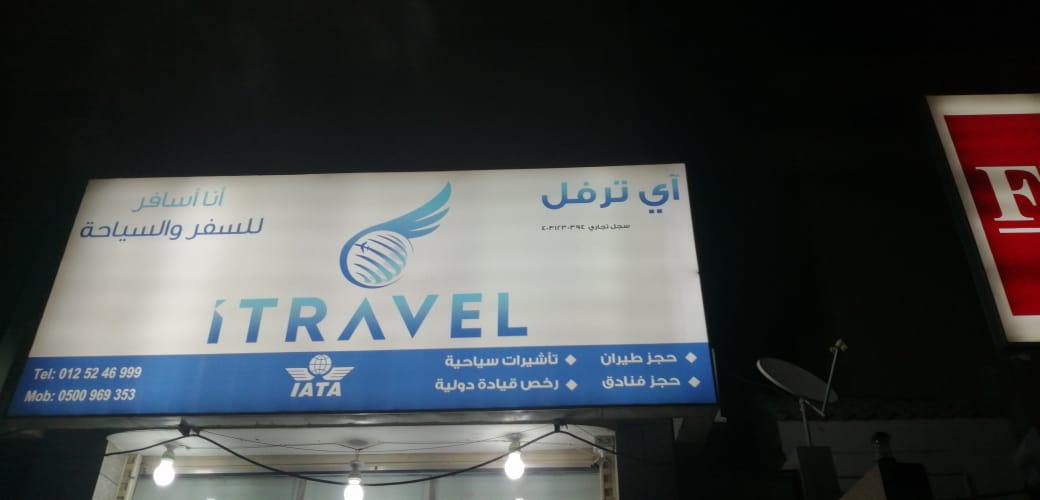 آي ترفل
سجل تجاري ٤٠٣١٢٣٠٣٩٤
أنا أسافر
للسفر والسياحة
iTRAVEL
حجز طيران
تأشيرات سياحية
حجز فنادق
رخص قيادة دولية
IATA
Tel: 012 52 46 999
Mob: 0500 969 353
F